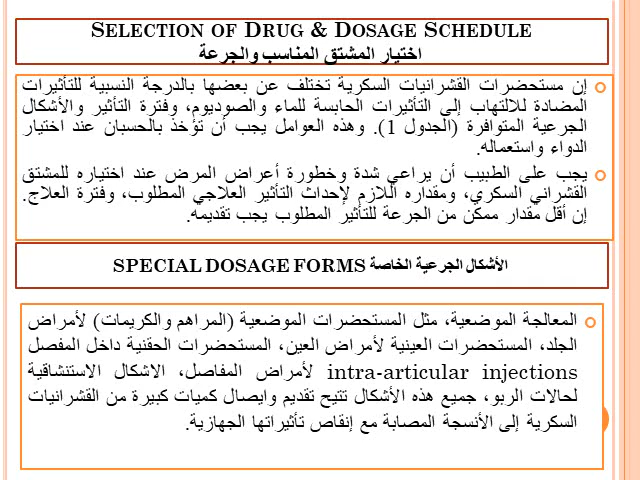 SELECTION OF DRUG & DOSAGE SCHEDULE
اختيار المشتق المناسب والجرعة
إن مستحضرات القشرانيات السكرية تختلف عن بعضها بالدرجة النسبية للتأثيرات
المضادة للالتهاب إلى التأثيرات الحابسة للماء والصوديوم، وفترة التأثير والأشكال
الجرعية المتوافرة (الجدول 1). وهذه العوامل يجب أن تؤخذ بالحسبان عند اختيار
الدواء واستعماله.
يجب على الطبيب أن يراعي شدة وخطورة أعراض المرض عند اختياره للمشتق
القشراني السكري، ومقداره اللازم لإحداث التأثير العلاجي المطلوب، وفترة العلاج.
إن أقل مقدار ممكن من الجرعة للتأثير المطلوب يجب تقديمه.
الأشكال الجرعية الخاصة SPECIAL DOSAGE FORMS
المعالجة الموضعية، مثل المستحضرات الموضعية (المراهم والكريمات) لأمراض
الجلد، المستحضرات العينية لأمراض العين، المستحضرات الحقنية داخل المفصل
intra-articular injections لأمراض المفاصل، الاشكال الاستنشاقية
لحالات الربو، جميع هذه الأشكال تتيح تقديم وايصال كميات كبيرة من القشرانيات
السكرية إلى الأنسجة المصابة مع إنقاص تأثيراتها الجهازية.